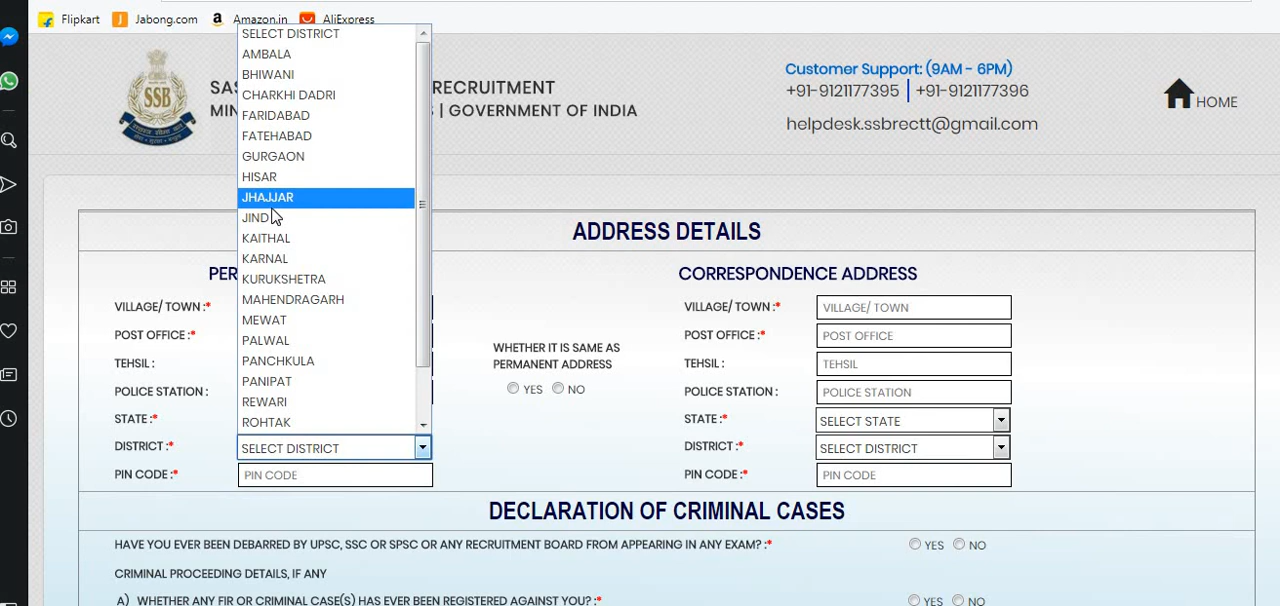 Flipkart Jabong.com Amazon.in AliExpress
SSB
SAS RECRUITMENT
MIN | GOVERNMENT OF INDIA
Customer Support: (9AM - 6PM)
+91-9121177395 | +91-9121177396
helpdesk.ssbrectt@gmail.com
HOME
SELECT DISTRICT
AMBALA
BHIWANI
CHARKHI DADRI
FARIDABAD
FATEHABAD
GURGAON
HISAR
JHAJJAR
JIND
KAITHAL
KARNAL
KURUKSHETRA
MAHENDRAGARH
MEWAT
PALWAL
PANCHKULA
PANIPAT
REWARI
ROHTAK
ADDRESS DETAILS
PER
VILLAGE/ TOWN :*
POST OFFICE :*
TEHSIL :
POLICE STATION :
STATE :*
DISTRICT :* SELECT DISTRICT
PIN CODE :* PIN CODE
WHETHER IT IS SAME AS
PERMANENT ADDRESS
YES NO
CORRESPONDENCE ADDRESS
VILLAGE/ TOWN :* VILLAGE/ TOWN
POST OFFICE :* POST OFFICE
TEHSIL : TEHSIL
POLICE STATION : POLICE STATION
STATE :* SELECT STATE
DISTRICT :* SELECT DISTRICT
PIN CODE :* PIN CODE
DECLARATION OF CRIMINAL CASES
HAVE YOU EVER BEEN DEBARRED BY UPSC, SSC OR SPSC OR ANY RECRUITMENT BOARD FROM APPEARING IN ANY EXAM? :* YES NO
CRIMINAL PROCEEDING DETAILS, IF ANY
A) WHETHER ANY FIR OR CRIMINAL CASE(S) HAS EVER BEEN REGISTERED AGAINST YOU? :* YES NO